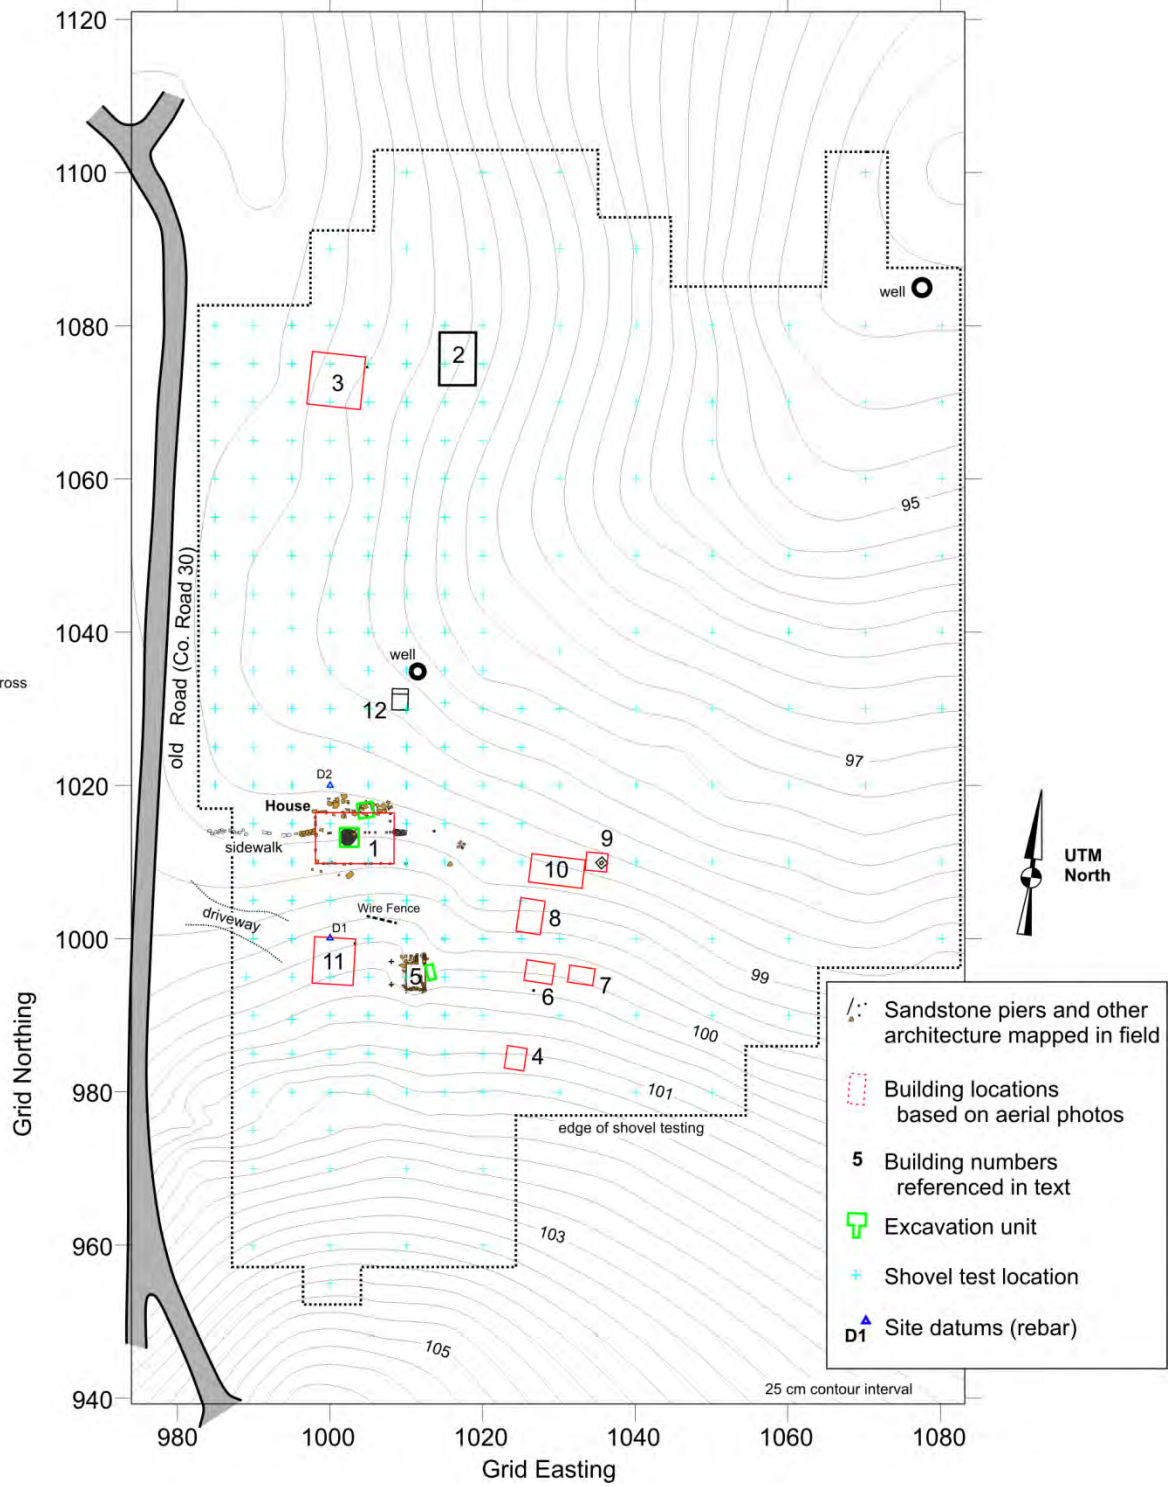 1120
1100
well
1080
2
3
1060
95
old Road (Co. Road 30)
1040
well
ross
12
97
1020
D2
House
sidewalk
1
9
10
UTM
North
8
driveway
Wire Fence
1000
D1
11
5
99
6
7
100
4
980
101
edge of shovel testing
960
103
105
940
25 cm contour interval
Grid Northing
Sandstone piers and other
architecture mapped in field
Building locations
based on aerial photos
5
Building numbers
referenced in text
Excavation unit
Shovel test location
D1
Site datums (rebar)
980
1000
1020
1040
1060
1080
Grid Easting